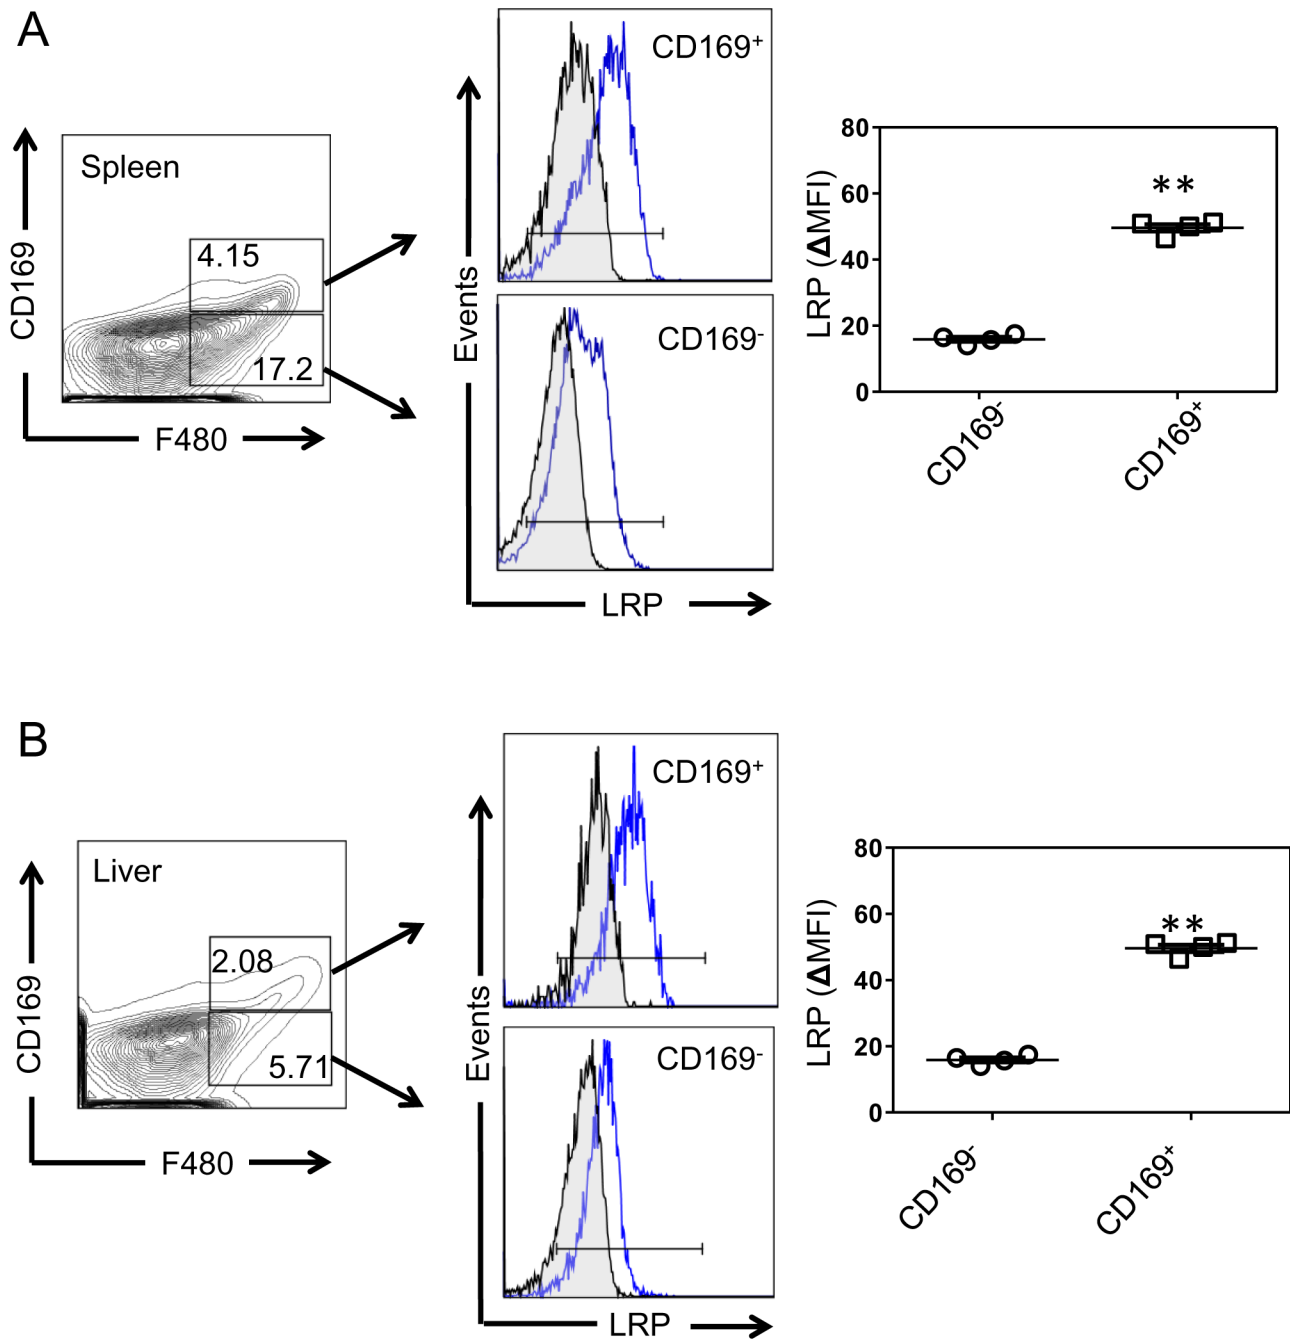 A
Spleen
4.15
17.2
CD169
F480
CD169+
CD169-
Events
LRP
80
60
40
20
0
LRP (ΔMFI)
**
CD169-
CD169+
B
Liver
2.08
5.71
CD169
F480
CD169+
CD169-
Events
LRP
80
60
40
20
0
LRP (ΔMFI)
**
CD169-
CD169+